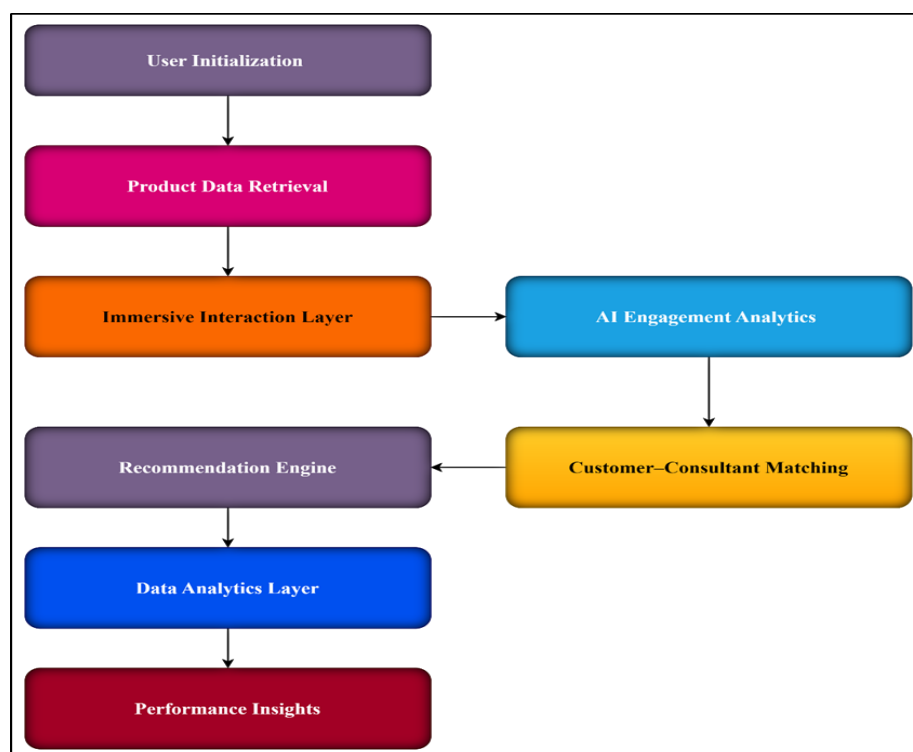 User Initialization
Product Data Retrieval
Immersive Interaction Layer
AI Engagement Analytics
Customer–Consultant Matching
Recommendation Engine
Data Analytics Layer
Performance Insights